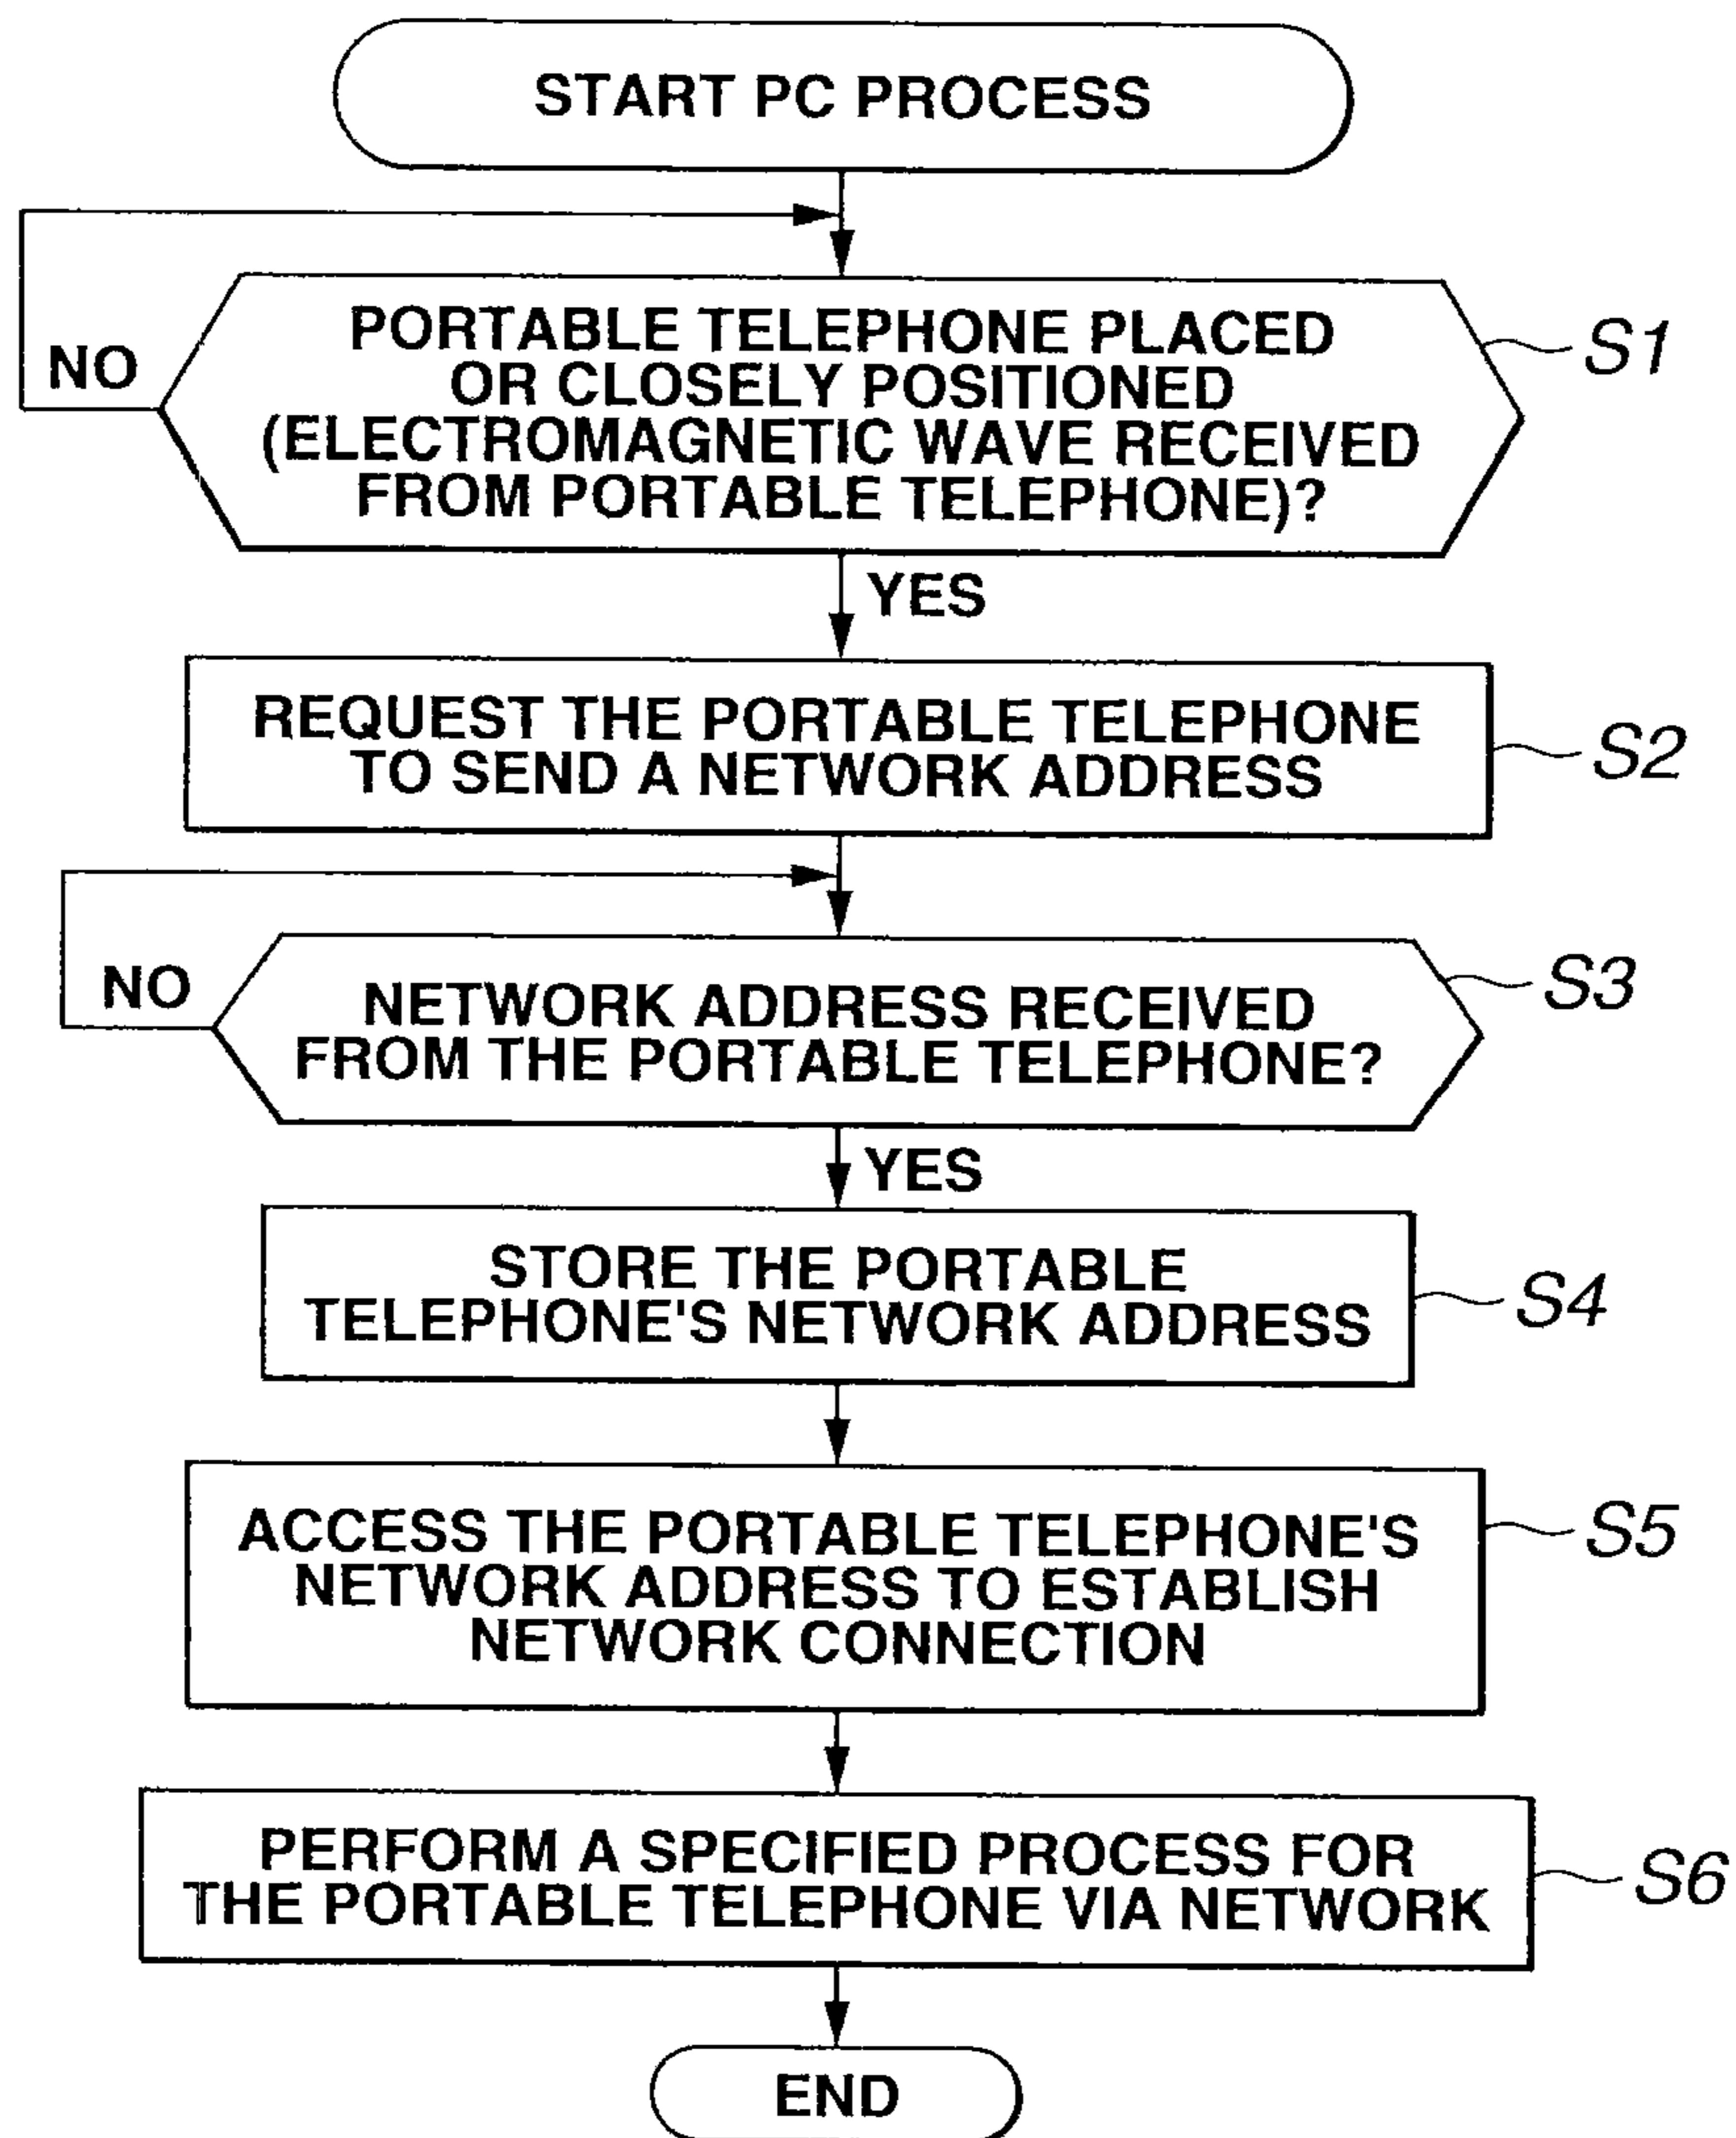 START PC PROCESS
PORTABLE TELEPHONE PLACED
OR CLOSELY POSITIONED
(ELECTROMAGNETIC WAVE RECEIVED
FROM PORTABLE TELEPHONE)?
S1
NO
YES
REQUEST THE PORTABLE TELEPHONE
TO SEND A NETWORK ADDRESS
S2
NETWORK ADDRESS RECEIVED
FROM THE PORTABLE TELEPHONE?
S3
NO
YES
STORE THE PORTABLE
TELEPHONE'S NETWORK ADDRESS
S4
ACCESS THE PORTABLE TELEPHONE'S
NETWORK ADDRESS TO ESTABLISH
NETWORK CONNECTION
S5
PERFORM A SPECIFIED PROCESS FOR
THE PORTABLE TELEPHONE VIA NETWORK
S6
END